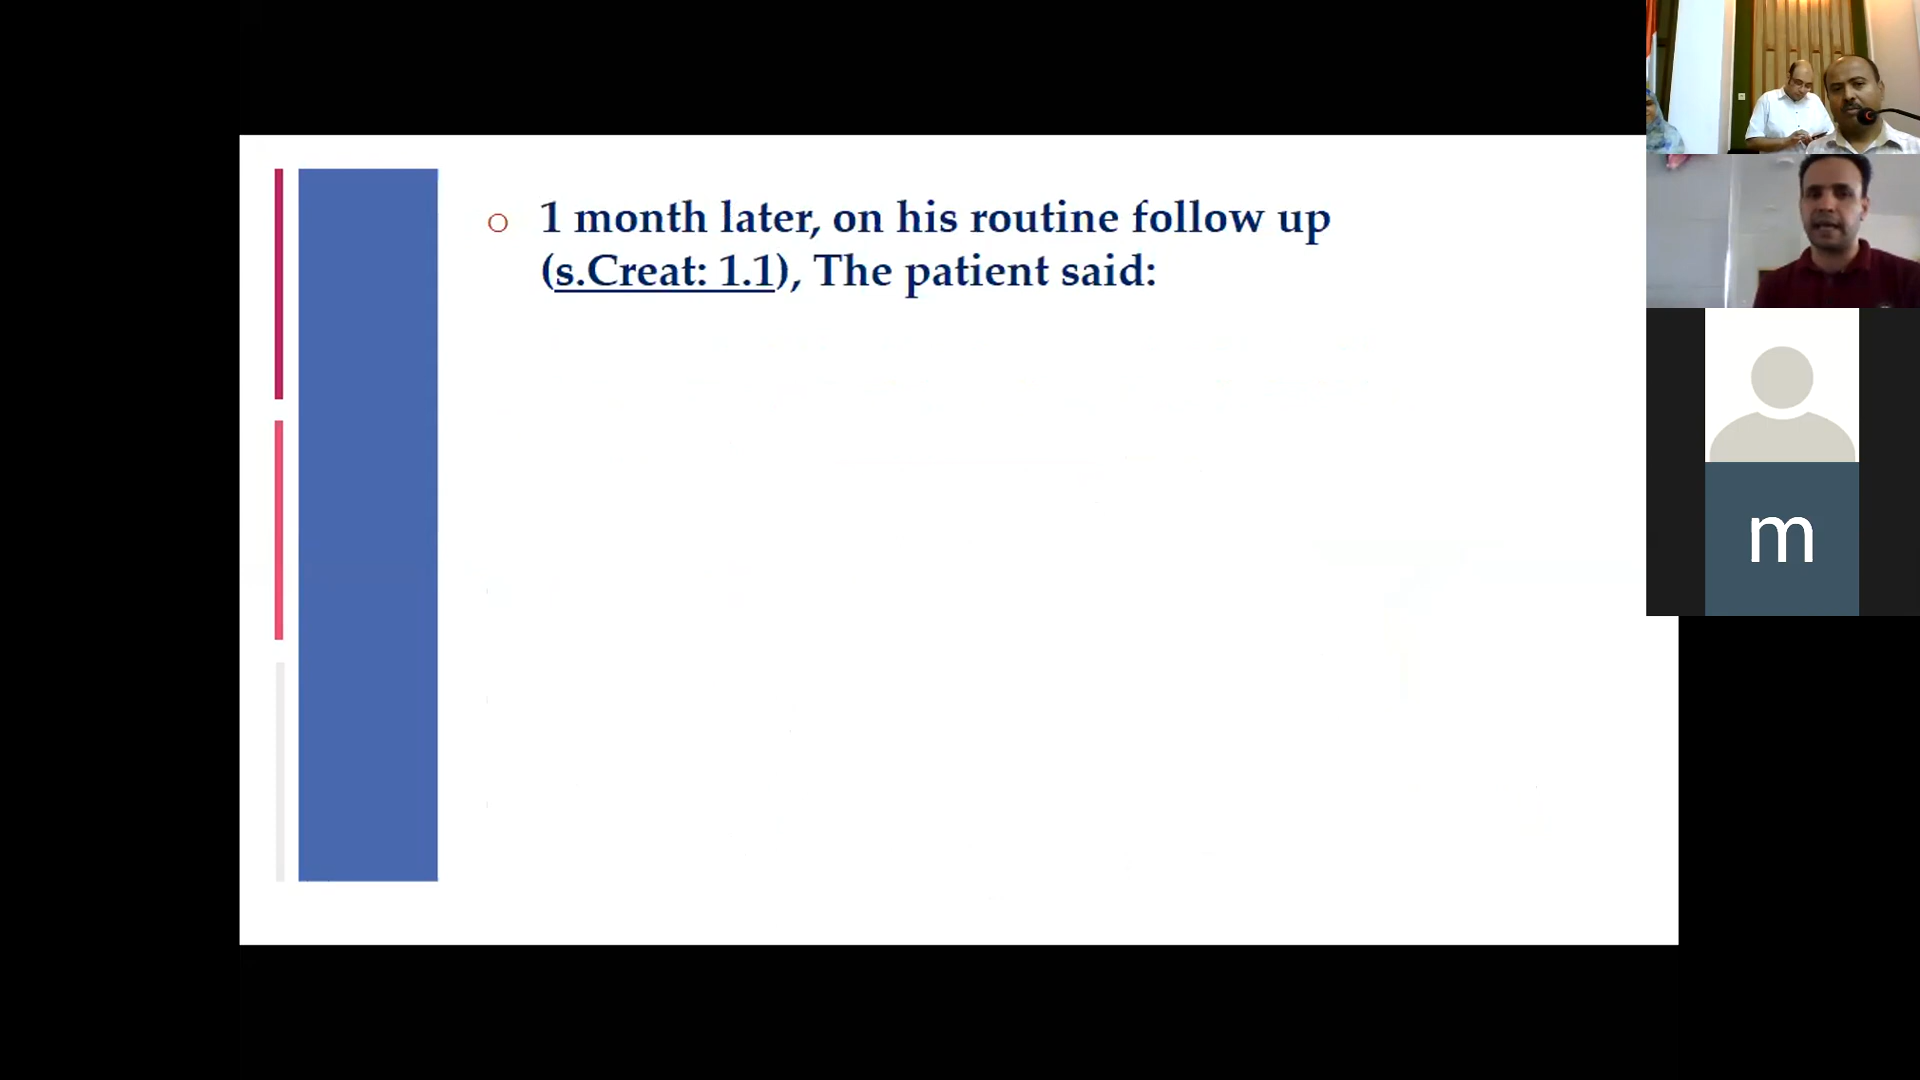 1 month later, on his routine follow up
(s.Creat: 1.1), The patient said:
m